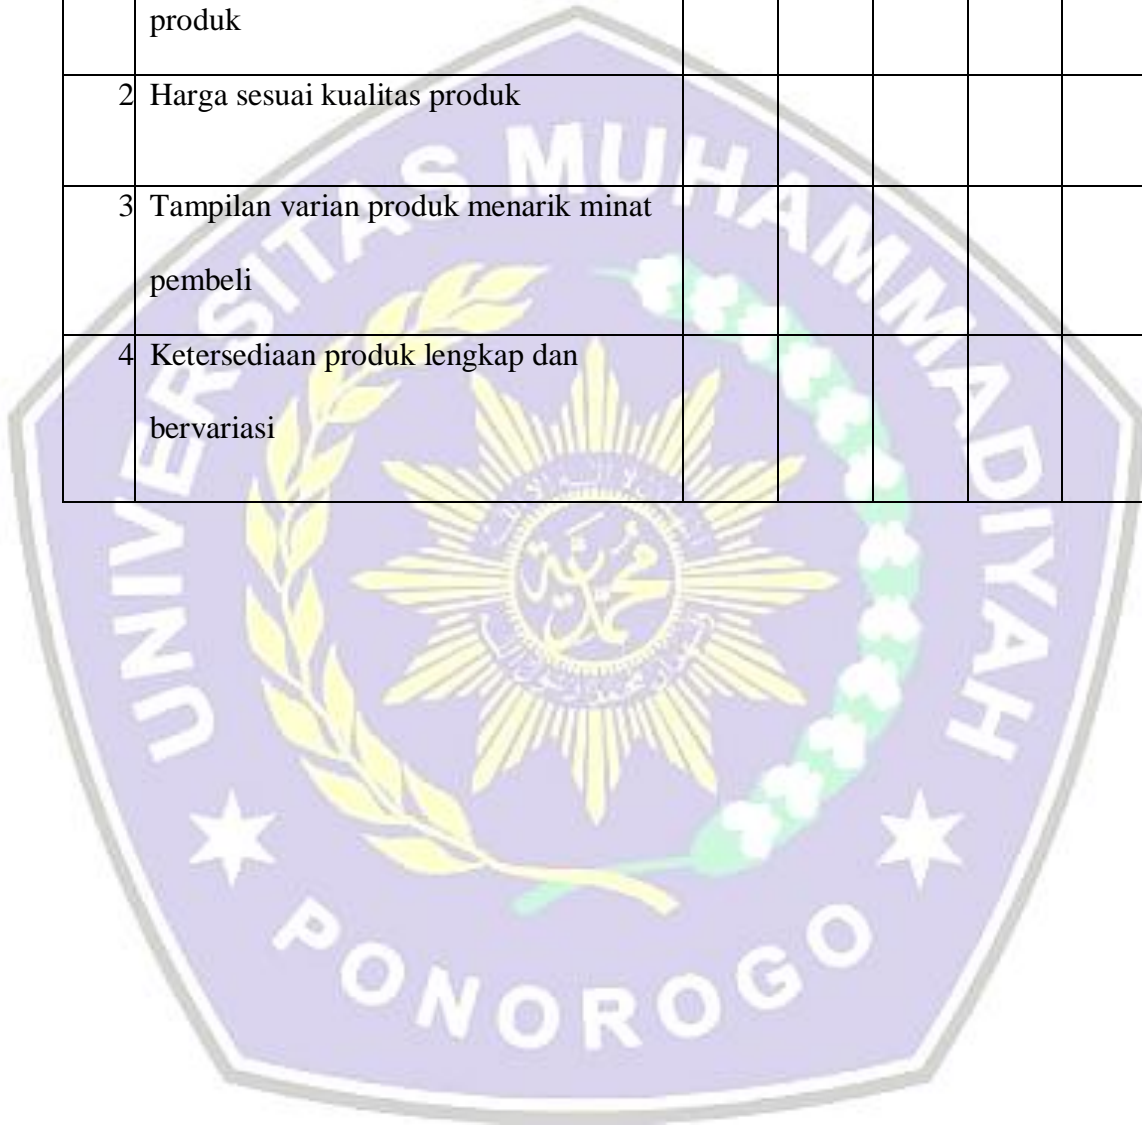 produk
2 Harga sesuai kualitas produk
3 Tampilan varian produk menarik minat
pembeli
4 Ketersediaan produk lengkap dan
bervariasi
UNIVERSITAS MUHAMMADIYAH
PONOROGO